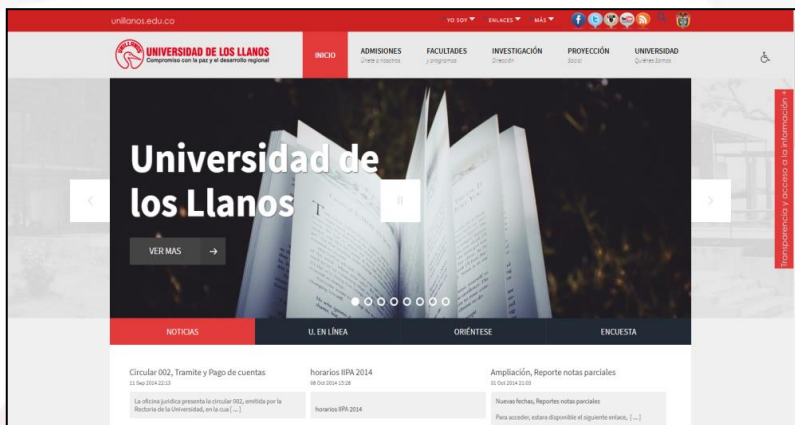 unillanos.edu.co
YO SOY
ENLACES
MÁS
UNIVERSIDAD DE LOS LLANOS
Compromiso con la paz y el desarrollo regional
INICIO
ADMISIONES
Únete a nosotros
FACULTADES
y programas
INVESTIGACIÓN
Dirección
PROYECCIÓN
Social
UNIVERSIDAD
Quiénes Somos
Transparencia y acceso a la información +
Universidad de
los Llanos
VER MAS
NOTICIAS
U. EN LÍNEA
ORIÉNTESE
ENCUESTA
Circular 002, Tramite y Pago de cuentas
11 Sep 2014 22:13
La oficina jurídica presenta la circular 002, emitida por la
Rectoría de la Universidad, en la cua [ ... ]
horarios IIPA 2014
08 Oct 2014 15:28
horarios IIPA 2014
Ampliación, Reporte notas parciales
01 Oct 2014 21:03
Nuevas fechas, Reportes notas parciales
Para acceder, estara disponible el siguiente enlace, [ ... ]